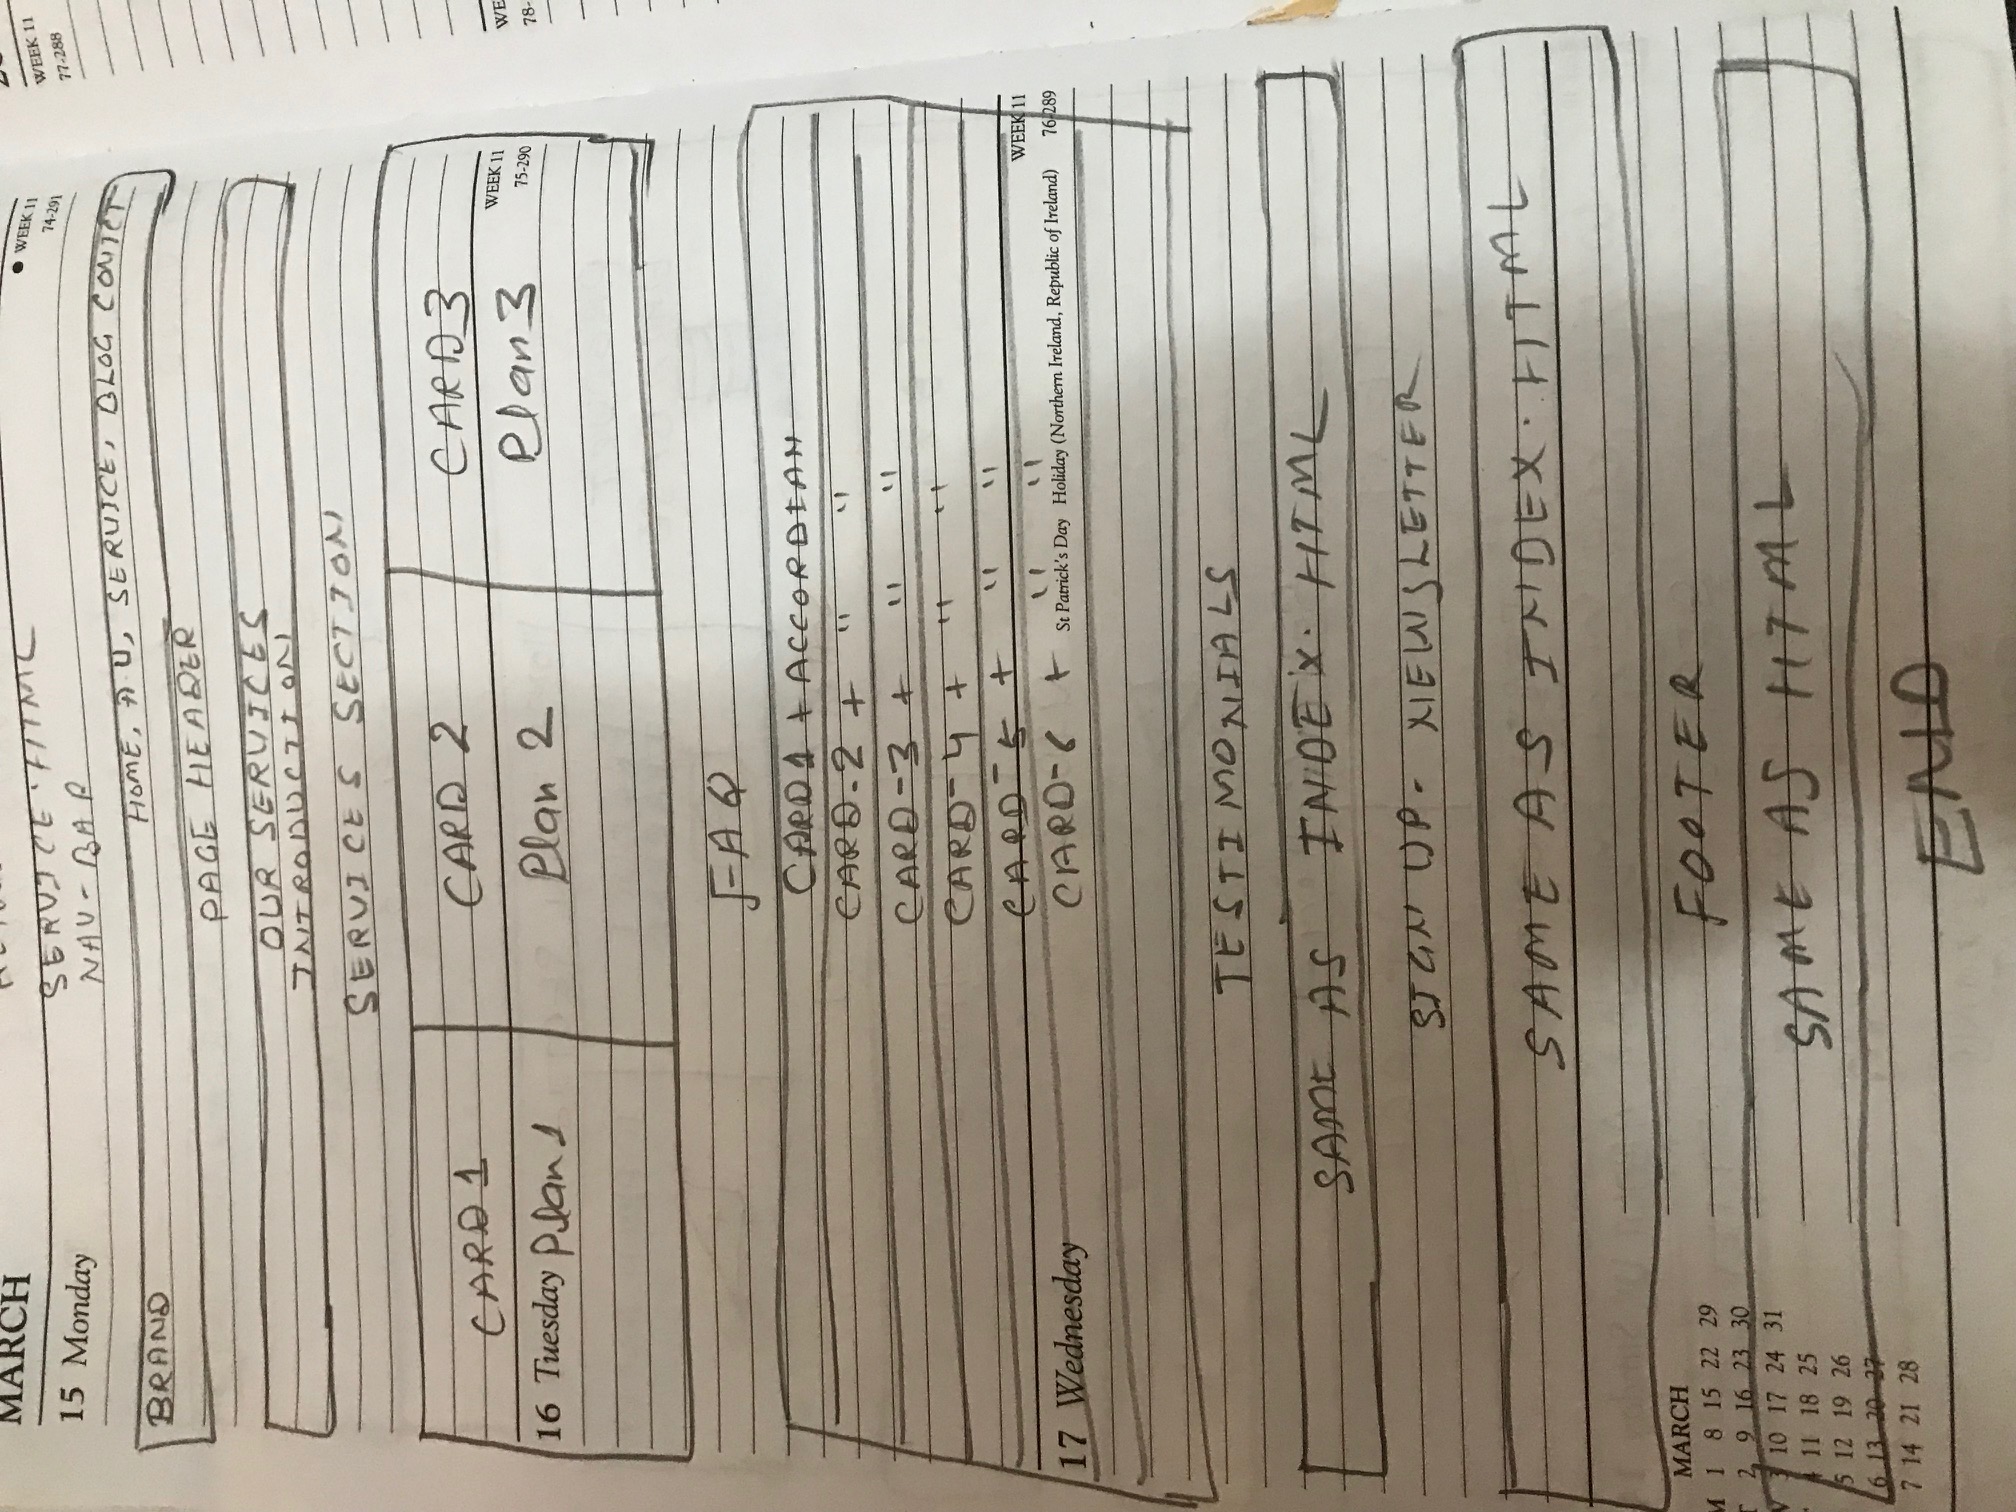 MARCH
SERVICE.HTML
WEEK 11
74-291
WEEK 11
77-288
15 Monday
NAV-BAR
HOME, A U, SERVICE, BLOG CONTCT
BRAND
PAGE HEADER
OUR SERVICES
INTRODUCTION
SERVICES SECTION
CARD 1 CARD 2 CARD 3
WEEK 11
75-290
16 Tuesday Plan 1 Plan 2 Plan 3
WE
78-
FAQ
CARD 1 + ACCORDIAN
CARD-2 + " "
CARD-3 + " "
CARD-4 + " "
CARD-5 + " "
WEEK 11
17 Wednesday CARD-6 + " " St Patrick's Day Holiday (Northern Ireland, Republic of Ireland) 76-289
TESTIMONIALS
SAME AS INDEX.HTML
SIGN UP- NEWSLETTER
SAME AS INDEX.HTML
FOOTER
SAME AS HTML
MARCH
M 1 8 15 22 29
T 2 9 16 23 30
W 3 10 17 24 31
4 11 18 25
5 12 19 26
6 13 20 27
7 14 21 28
END